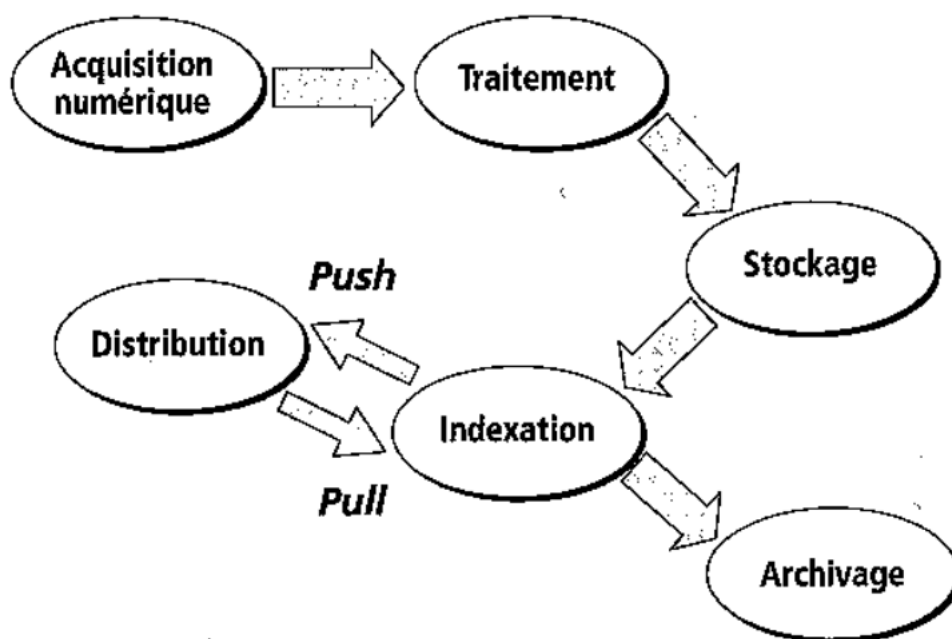 Acquisition
numérique
Traitement
Stockage
Push
Distribution
Indexation
Pull
Archivage